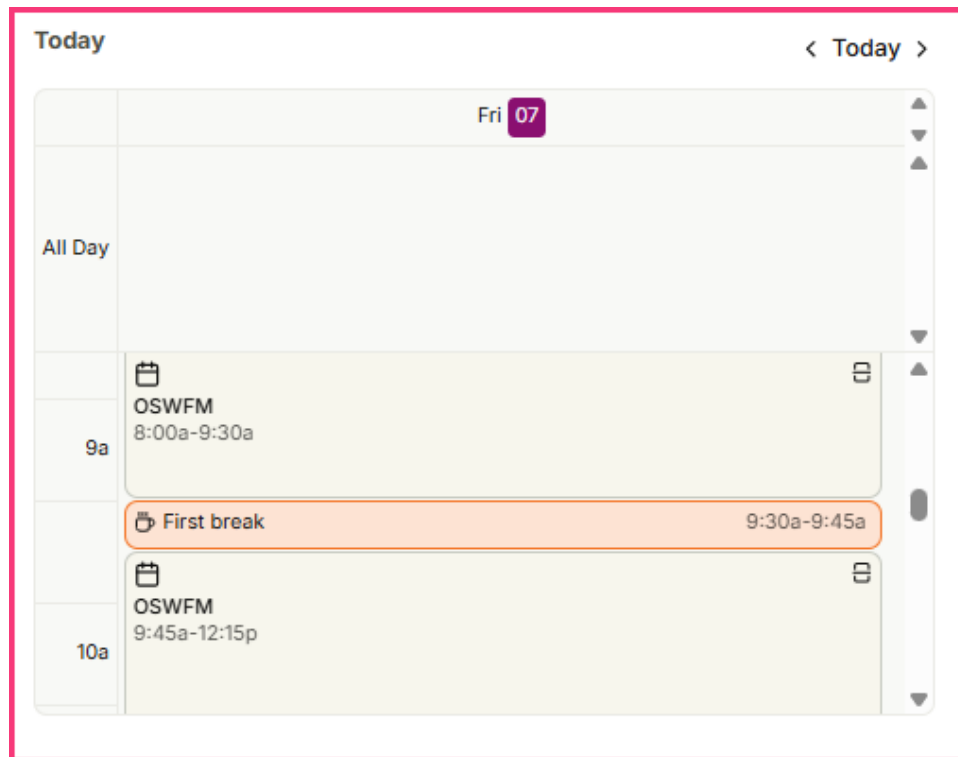 Today
< Today >
Fri 07
All Day
OSWFM
8:00a-9:30a
9a
First break 9:30a-9:45a
OSWFM
9:45a-12:15p
10a